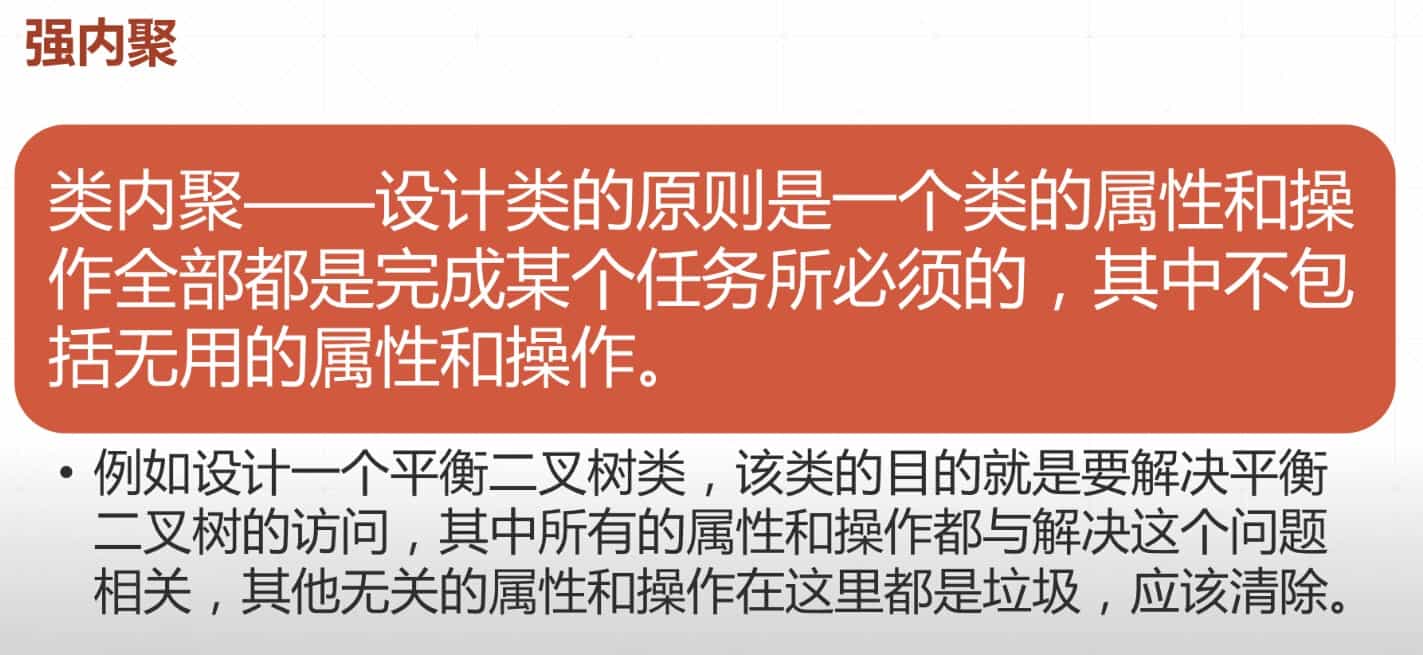 强内聚
类内聚——设计类的原则是一个类的属性和操
作全部都是完成某个任务所必须的，其中不包
括无用的属性和操作。
• 例如设计一个平衡二叉树类，该类的目的就是要解决平衡
二叉树的访问，其中所有的属性和操作都与解决这个问题
相关，其他无关的属性和操作在这里都是垃圾，应该清除。